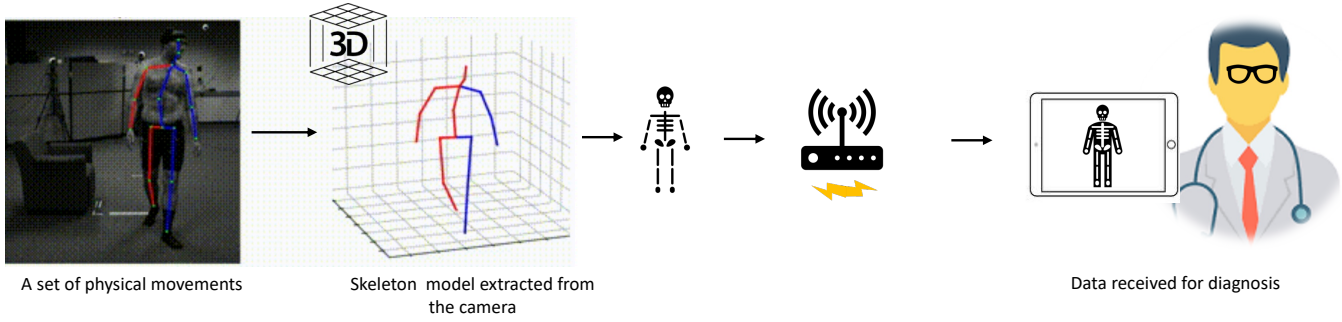 3D
A set of physical movements
Skeleton model extracted from
the camera
Data received for diagnosis